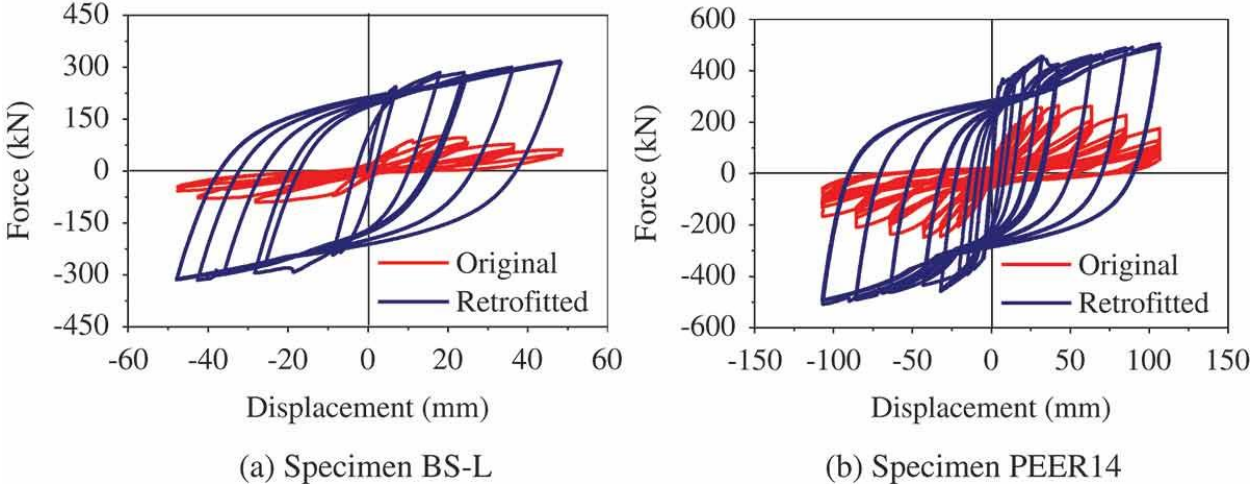 450
300
150
0
-150
-300
-450
Force (kN)
-60
-40
-20
0
20
40
60
Displacement (mm)
Original
Retrofitted
(a) Specimen BS-L
600
400
200
0
-200
-400
-600
Force (kN)
-150
-100
-50
0
50
100
150
Displacement (mm)
Original
Retrofitted
(b) Specimen PEER14